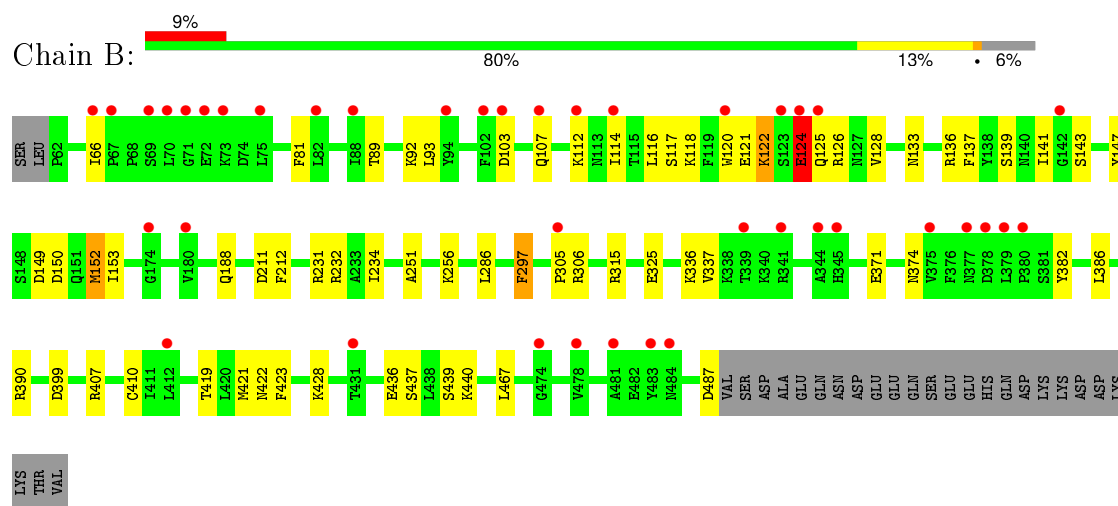 9%
Chain B:
80% 13% • 6%
SER LEU P62 I66 P67 P68 S69 L70 G71 E72 K73 D74 L75 F81 L82 I88 T89 K92 L93 Y94 F102 D103 Q107 K112 N113 I114 T115 L116 S117 K118 F119 W120 E121 K122 S123 E124 Q125 R126 N127 V128 N133 R136 F137 Y138 S139 N140 I141 G142 S143 Y147
S148 D149 D150 Q151 M152 I153 G174 V180 Q188 D211 F212 R231 R232 A233 I234 A251 K256 L286 F297 P305 R306 R315 E325 K336 V337 K338 T339 K340 R341 A344 H345 E371 N374 V375 F376 N377 D378 L379 P380 S381 Y382 L386
R390 D399 R407 C410 I411 L412 T419 L420 M421 N422 F423 K428 T431 E436 S437 L438 S439 K440 L467 G474 V478 A481 E482 Y483 N484 D487 VAL SER ASP ALA GLU GLN ASN ASP GLU GLU GLN SER GLU GLU HIS GLN ASP LYS LYS ASP ASP LYS
LYS THR VAL